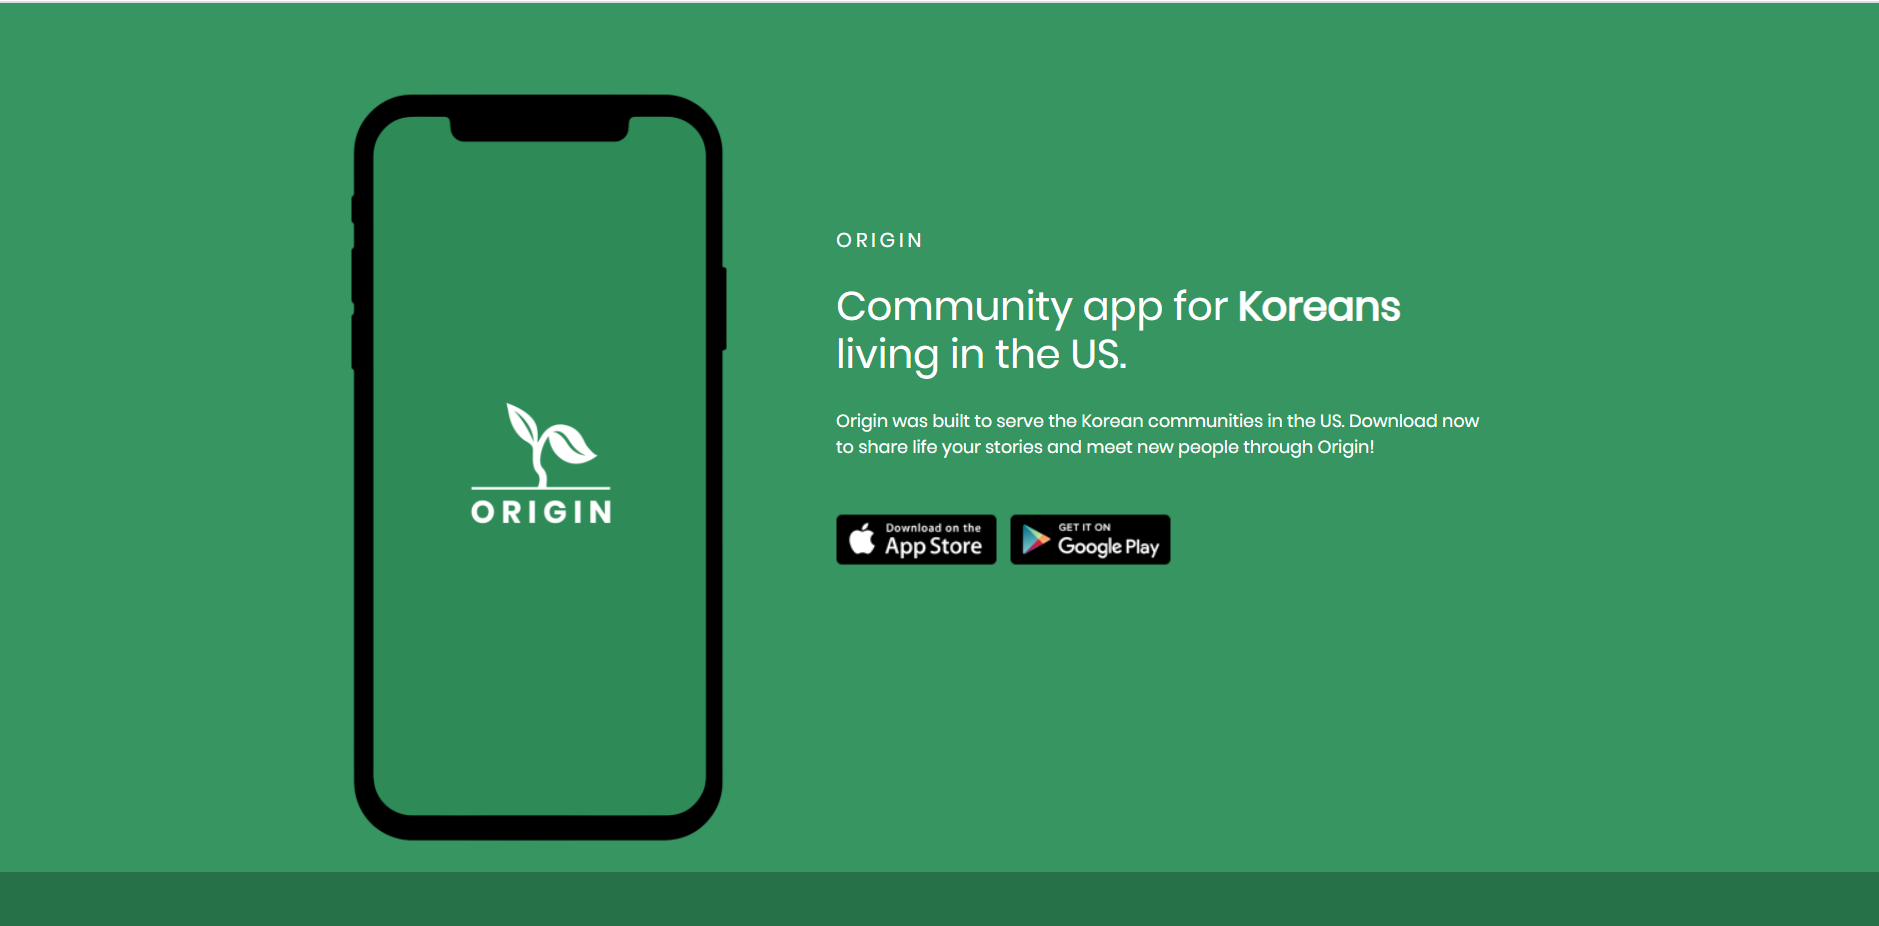 ORIGIN
ORIGIN
Community app for Koreans
living in the US.
Origin was built to serve the Korean communities in the US. Download now
to share life your stories and meet new people through Origin!
Download on the
App Store
GET IT ON
Google Play